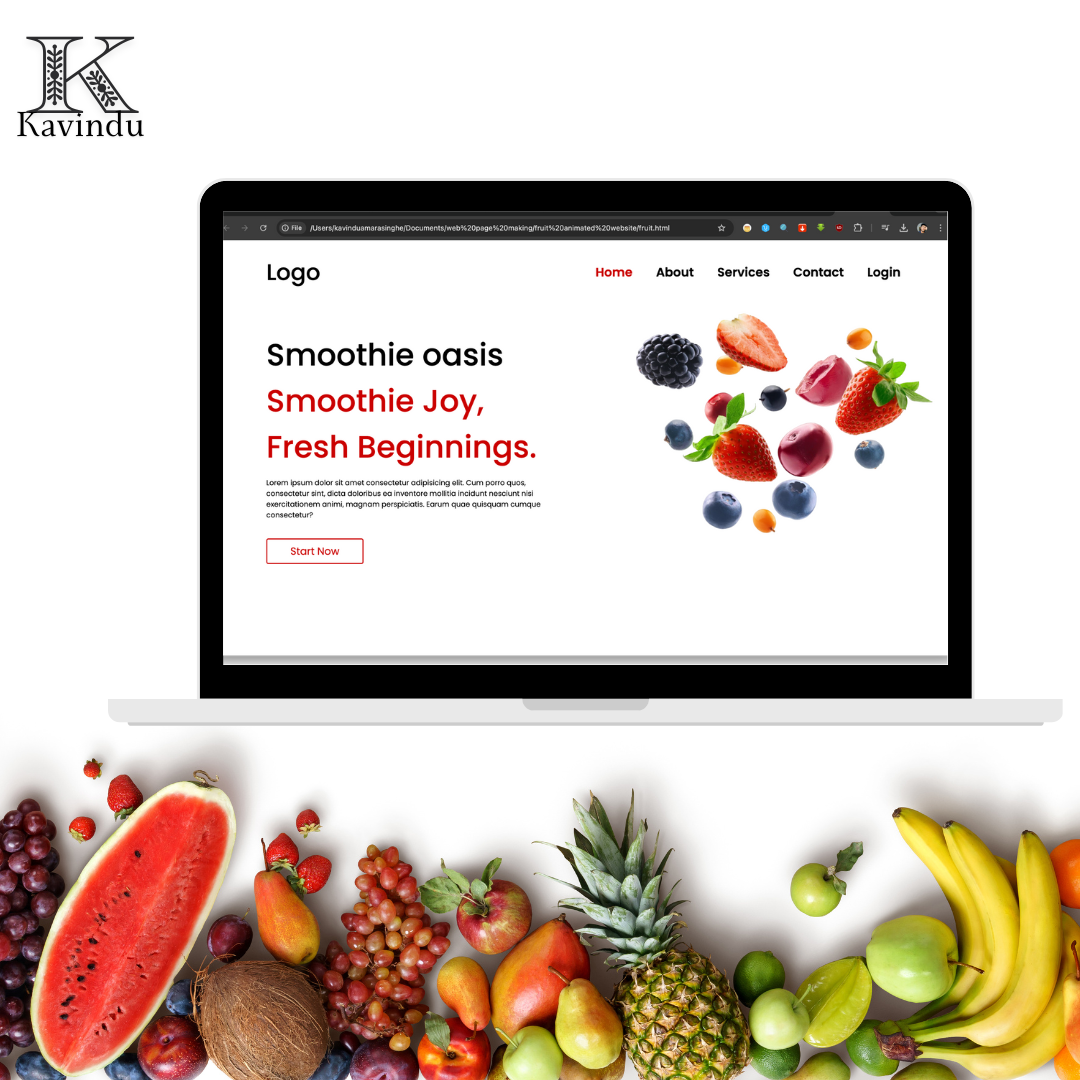 K
Kavindu
File /Users/kavinduamarasinghe/Documents/web%20page%20making/fruit%20animated%20website/fruit.html
Logo
Home About Services Contact Login
Smoothie oasis
Smoothie Joy,
Fresh Beginnings.
Lorem ipsum dolor sit amet consectetur adipisicing elit. Cum porro quos,
consectetur sint, dicta doloribus ea inventore mollitia incidunt nesciunt nisi
exercitationem animi, magnam perspiciatis. Earum quae quisquam cumque
consectetur?
Start Now